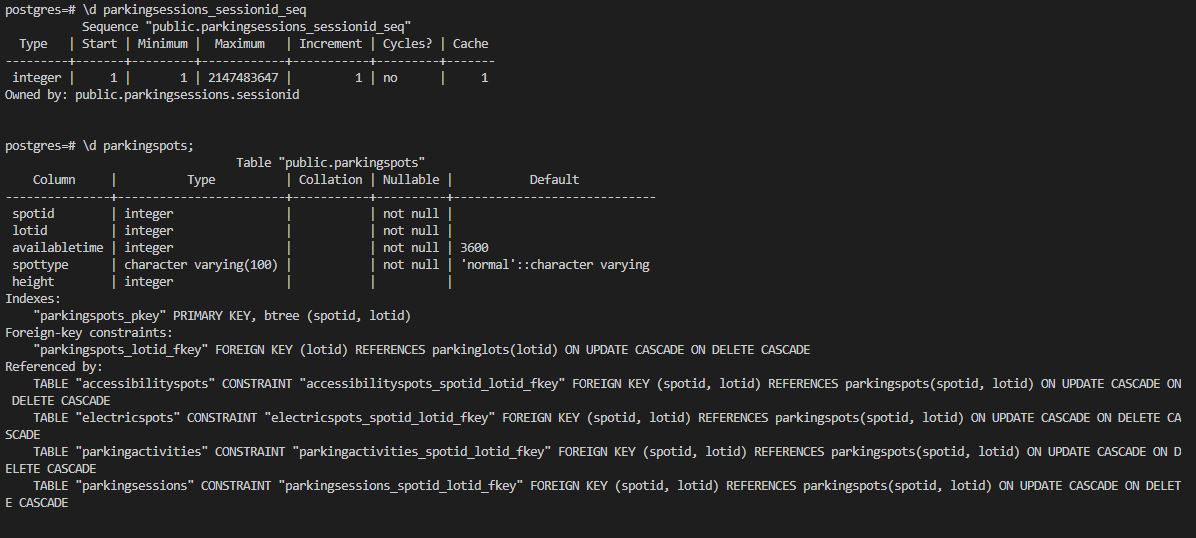 postgres=# \d parkingsessions_sessionid_seq
          Sequence "public.parkingsessions_sessionid_seq"
  Type   | Start | Minimum |  Maximum   | Increment | Cycles? | Cache
---------+-------+---------+------------+-----------+---------+-------
 integer |     1 |       1 | 2147483647 |         1 | no      |     1
Owned by: public.parkingsessions.sessionid
postgres=# \d parkingspots;
                               Table "public.parkingspots"
    Column     |          Type          | Collation | Nullable |           Default
---------------+------------------------+-----------+----------+-----------------------------
 spotid        | integer                |           | not null |
 lotid         | integer                |           | not null |
 availabletime | integer                |           | not null | 3600
 spottype      | character varying(100) |           | not null | 'normal'::character varying
 height        | integer                |           |          |
Indexes:
    "parkingspots_pkey" PRIMARY KEY, btree (spotid, lotid)
Foreign-key constraints:
    "parkingspots_lotid_fkey" FOREIGN KEY (lotid) REFERENCES parkinglots(lotid) ON UPDATE CASCADE ON DELETE CASCADE
Referenced by:
    TABLE "accessibilityspots" CONSTRAINT "accessibilityspots_spotid_lotid_fkey" FOREIGN KEY (spotid, lotid) REFERENCES parkingspots(spotid, lotid) ON UPDATE CASCADE ON
 DELETE CASCADE
    TABLE "electricspots" CONSTRAINT "electricspots_spotid_lotid_fkey" FOREIGN KEY (spotid, lotid) REFERENCES parkingspots(spotid, lotid) ON UPDATE CASCADE ON DELETE CA
SCADE
    TABLE "parkingactivities" CONSTRAINT "parkingactivities_spotid_lotid_fkey" FOREIGN KEY (spotid, lotid) REFERENCES parkingspots(spotid, lotid) ON UPDATE CASCADE ON D
ELETE CASCADE
    TABLE "parkingsessions" CONSTRAINT "parkingsessions_spotid_lotid_fkey" FOREIGN KEY (spotid, lotid) REFERENCES parkingspots(spotid, lotid) ON UPDATE CASCADE ON DELET
E CASCADE